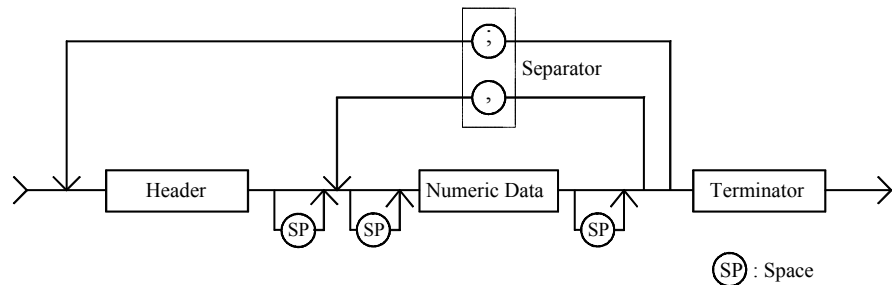 ;
Separator
,
Header
Numeric Data
Terminator
SP
SP
SP
SP : Space